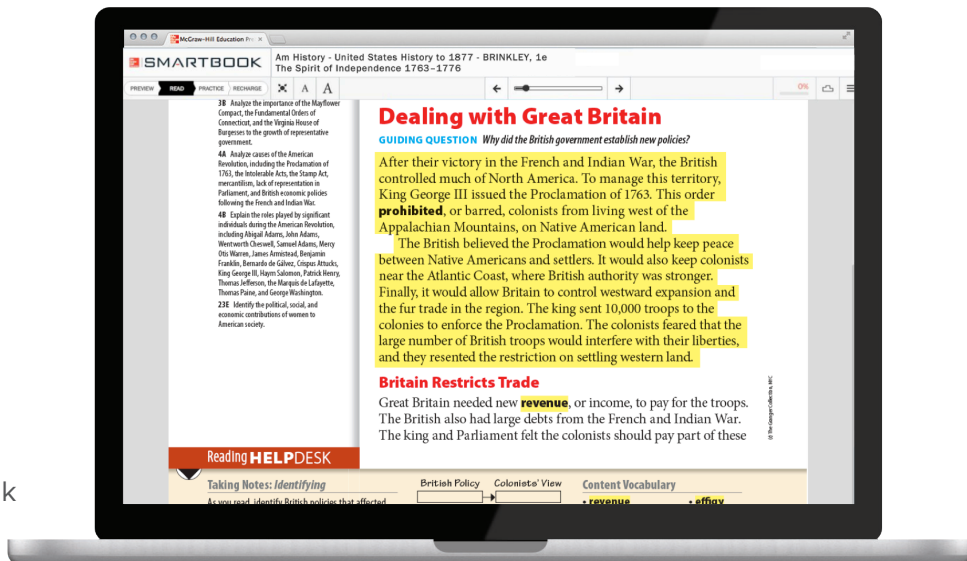 McGraw-Hill Education Pr
SMARTBOOK
Am History - United States History to 1877 - BRINKLEY, 1e
The Spirit of Independence 1763–1776
PREVIEW READ PRACTICE RECHARGE A A 0%
3B Analyze the importance of the Mayflower
Compact, the Fundamental Orders of
Connecticut, and the Virginia House of
Burgesses to the growth of representative
government.
4A Analyze causes of the American
Revolution, including the Proclamation of
1763, the Intolerable Acts, the Stamp Act,
mercantilism, lack of representation in
Parliament, and British economic policies
following the French and Indian War.
4B Explain the roles played by significant
individuals during the American Revolution,
including Abigail Adams, John Adams,
Wentworth Cheswell, Samuel Adams, Mercy
Otis Warren, James Armistead, Benjamin
Franklin, Bernardo de Gálvez, Crispus Attucks,
King George III, Haym Salomon, Patrick Henry,
Thomas Jefferson, the Marquis de Lafayette,
Thomas Paine, and George Washington.
23E Identify the political, social, and
economic contributions of women to
American society.
Dealing with Great Britain
GUIDING QUESTION Why did the British government establish new policies?
After their victory in the French and Indian War, the British
controlled much of North America. To manage this territory,
King George III issued the Proclamation of 1763. This order
prohibited, or barred, colonists from living west of the
Appalachian Mountains, on Native American land.
The British believed the Proclamation would help keep peace
between Native Americans and settlers. It would also keep colonists
near the Atlantic Coast, where British authority was stronger.
Finally, it would allow Britain to control westward expansion and
the fur trade in the region. The king sent 10,000 troops to the
colonies to enforce the Proclamation. The colonists feared that the
large number of British troops would interfere with their liberties,
and they resented the restriction on settling western land.
Britain Restricts Trade
Great Britain needed new revenue, or income, to pay for the troops.
The British also had large debts from the French and Indian War.
The king and Parliament felt the colonists should pay part of these
(c) The Granger Collection, NYC
Reading HELPDESK
Taking Notes: Identifying
As you read, identify British policies that affected
British Policy Colonists' View
Content Vocabulary
• revenue • effigy
k